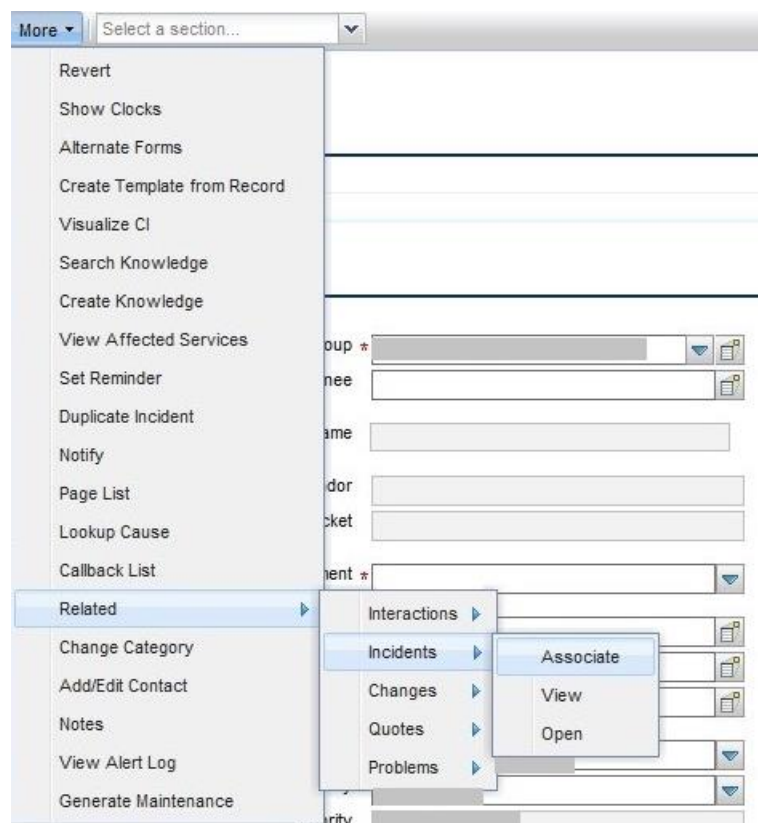 More
Select a section...
Revert
Show Clocks
Alternate Forms
Create Template from Record
Visualize CI
Search Knowledge
Create Knowledge
View Affected Services
oup *
Set Reminder
nee
Duplicate Incident
ame
Notify
Page List
dor
Lookup Cause
cket
Callback List
ent *
Related
Interactions
Change Category
Incidents
Associate
Add/Edit Contact
Changes
View
Notes
Quotes
Open
View Alert Log
Problems
Generate Maintenance
ority